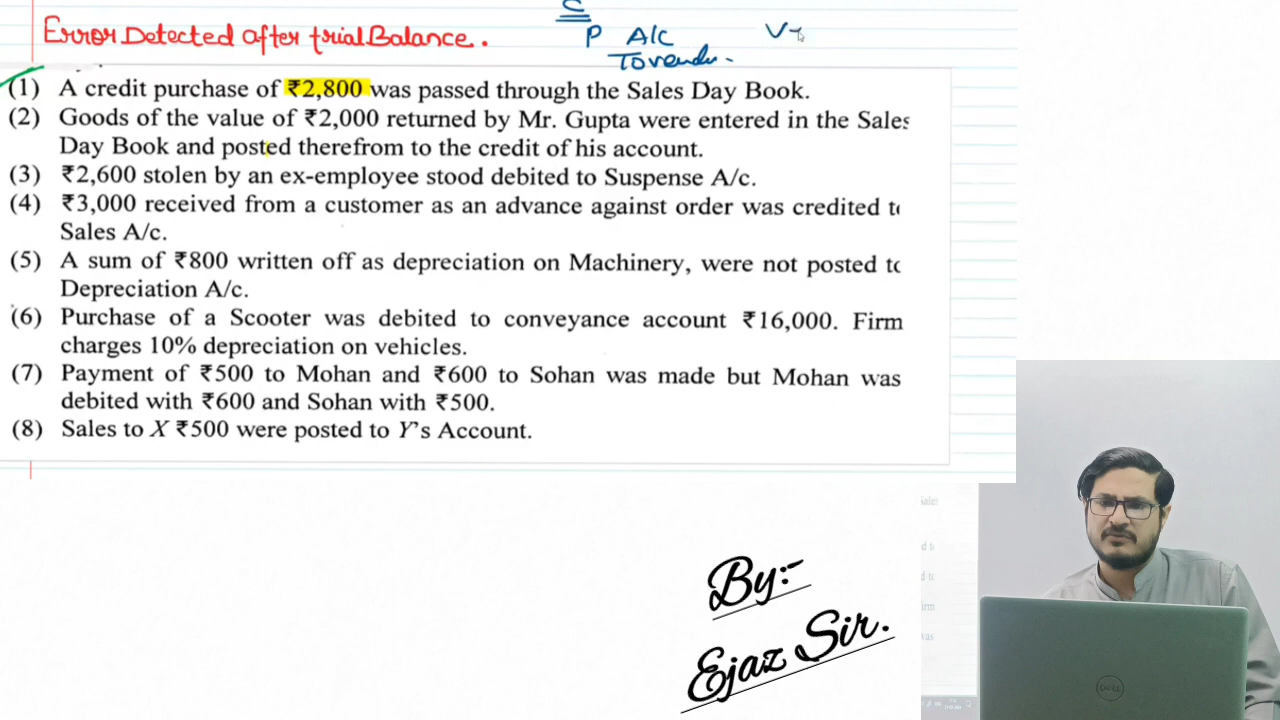 Error Detected after trial Balance.
C
P A/c
To vendor.
V
(1) A credit purchase of ₹2,800 was passed through the Sales Day Book.
(2) Goods of the value of ₹2,000 returned by Mr. Gupta were entered in the Sales
Day Book and posted therefrom to the credit of his account.
(3) ₹2,600 stolen by an ex-employee stood debited to Suspense A/c.
(4) ₹3,000 received from a customer as an advance against order was credited to
Sales A/c.
(5) A sum of ₹800 written off as depreciation on Machinery, were not posted to
Depreciation A/c.
(6) Purchase of a Scooter was debited to conveyance account ₹16,000. Firm
charges 10% depreciation on vehicles.
(7) Payment of ₹500 to Mohan and ₹600 to Sohan was made but Mohan was
debited with ₹600 and Sohan with ₹500.
(8) Sales to X ₹500 were posted to Y's Account.
By:-
Ejaz Sir.
DELL